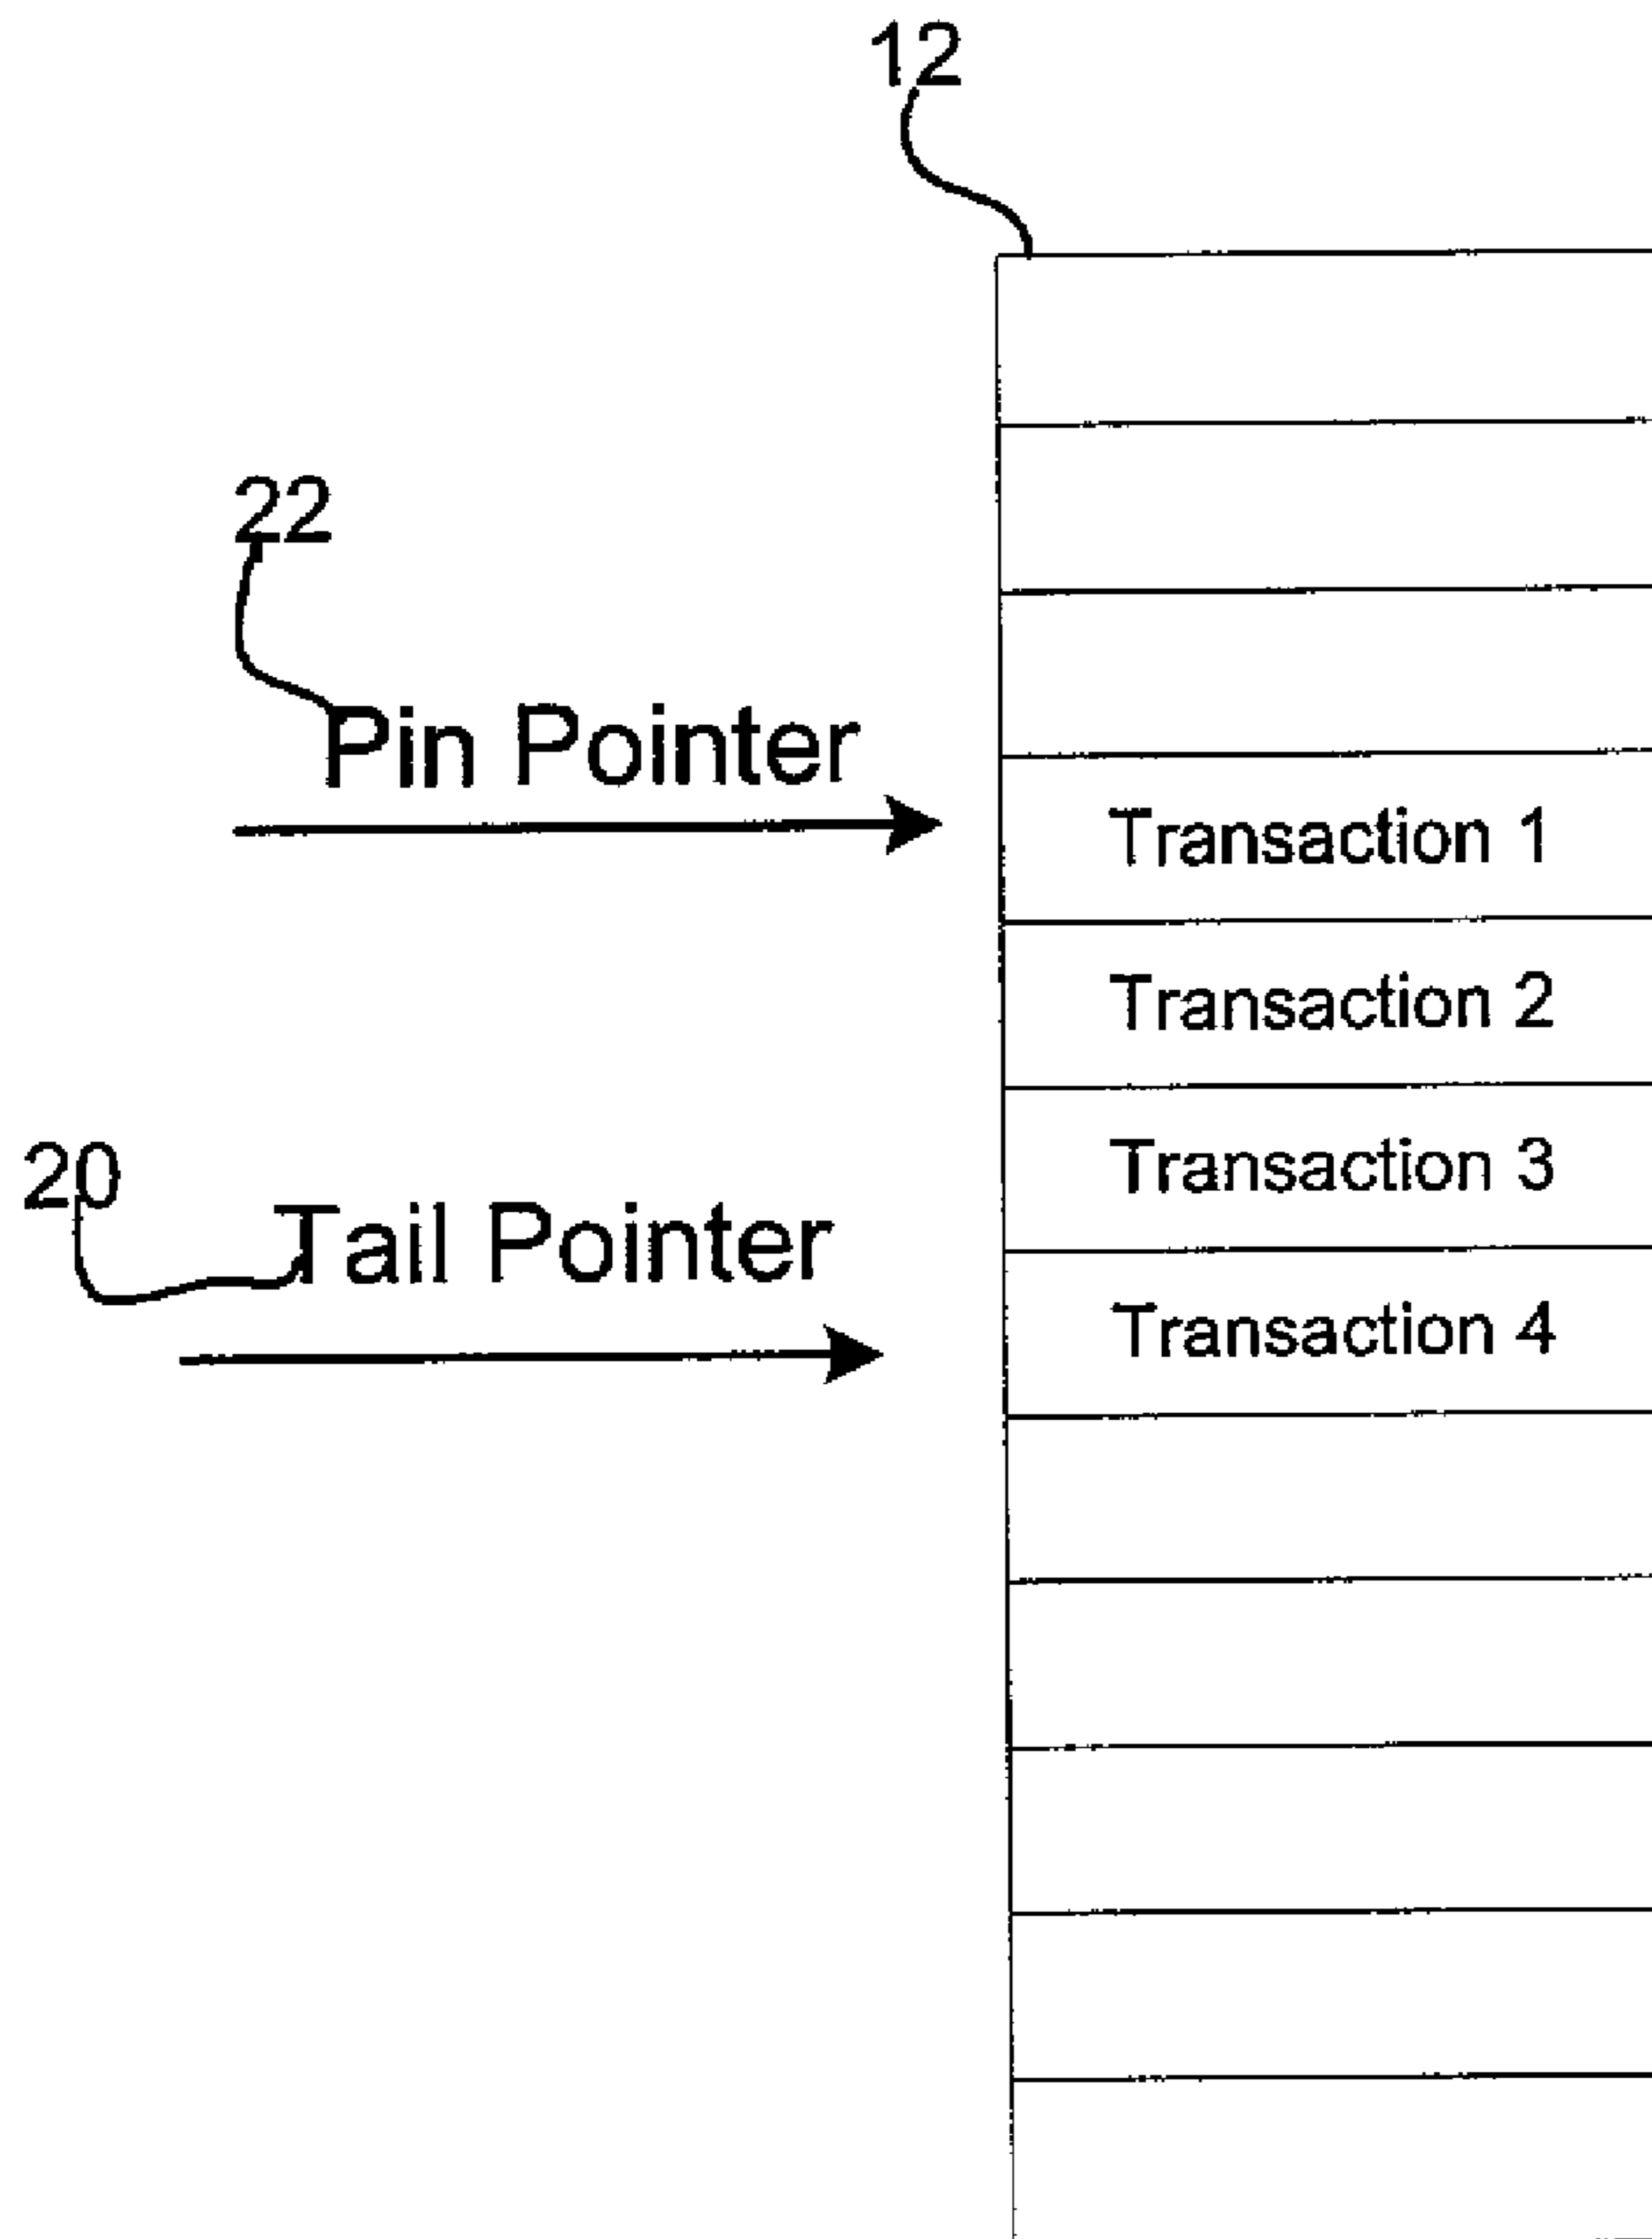 12
22
Pin Pointer
Transaction 1
Transaction 2
Transaction 3
20
Tail Pointer
Transaction 4